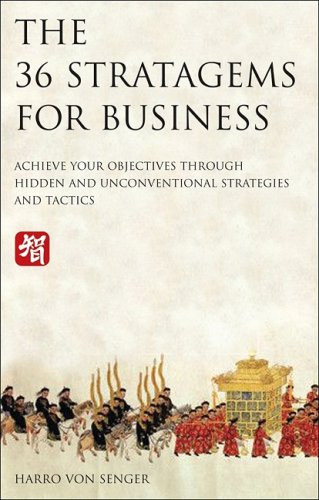 THE
36 STRATAGEMS
FOR BUSINESS
ACHIEVE YOUR OBJECTIVES THROUGH
HIDDEN AND UNCONVENTIONAL STRATEGIES
AND TACTICS
智
HARRO VON SENGER